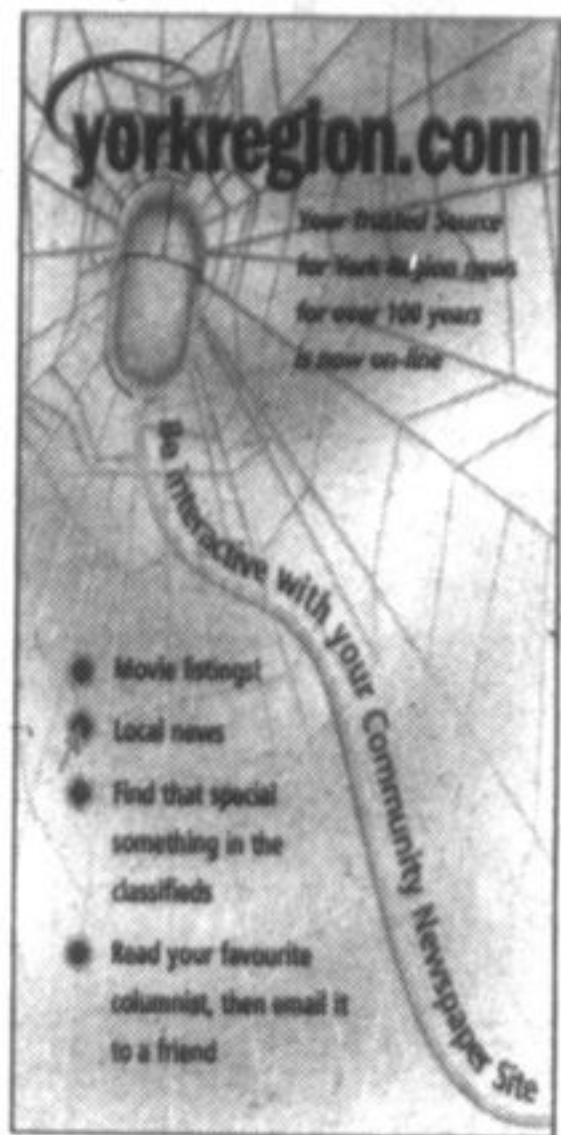 yorkregion.com
Your Trusted Source
for York Region news
for over 100 years
is now on-line
Be interactive with your Community Newspaper Site
Movie listings!
Local news
Find that special
something in the
classifieds
Read your favourite
columnist, then email it
to a friend